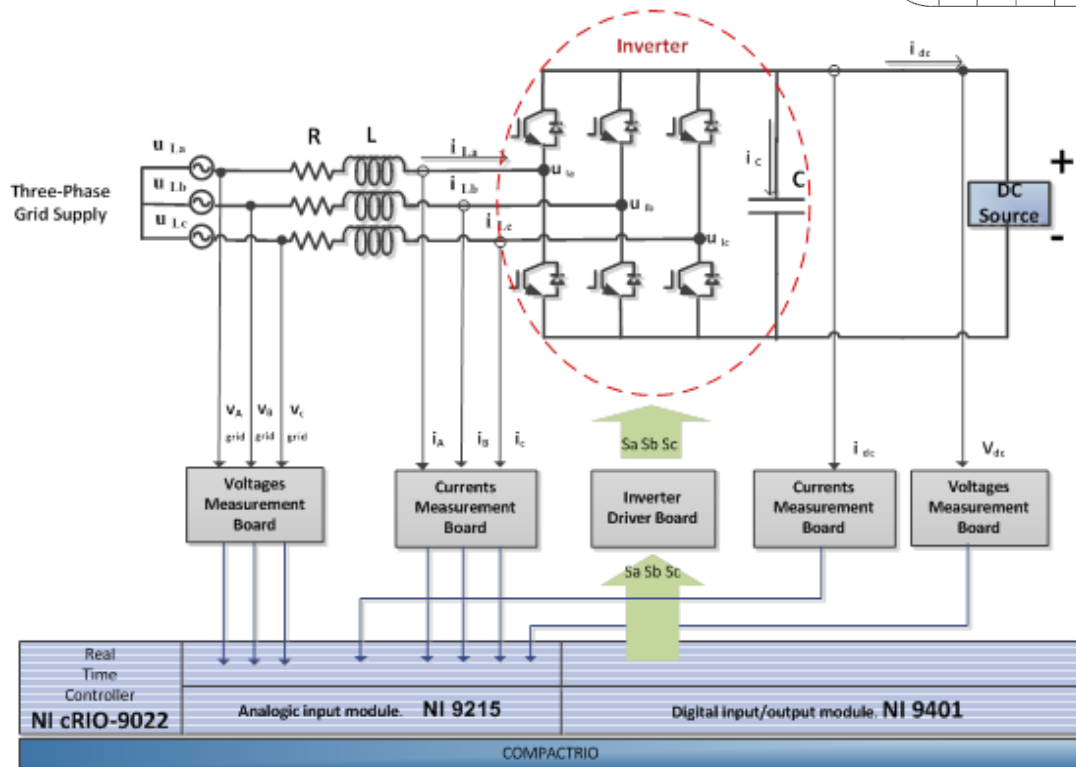 Inverter
i dc
R
L
u La
i La
u Ia
i C
C
+
Three-Phase
Grid Supply
u Lb
i Lb
u Ib
DC
Source
u Lc
i Lc
u Ic
-
vA grid
vB grid
vc grid
iA
iB
ic
Sa Sb Sc
i dc
Vdc
Voltages
Measurement
Board
Currents
Measurement
Board
Inverter
Driver Board
Currents
Measurement
Board
Voltages
Measurement
Board
Sa Sb Sc
Real
Time
Controller
NI cRIO-9022
Analogic input module. NI 9215
Digital input/output module. NI 9401
COMPACTRIO